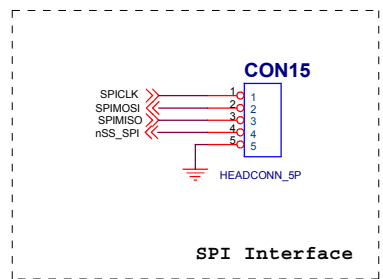 CON15
SPICLK 1 1
SPIMOSI 2 2
SPIMISO 3 3
nSS_SPI 4 4
5 5
HEADCONN_5P
SPI Interface